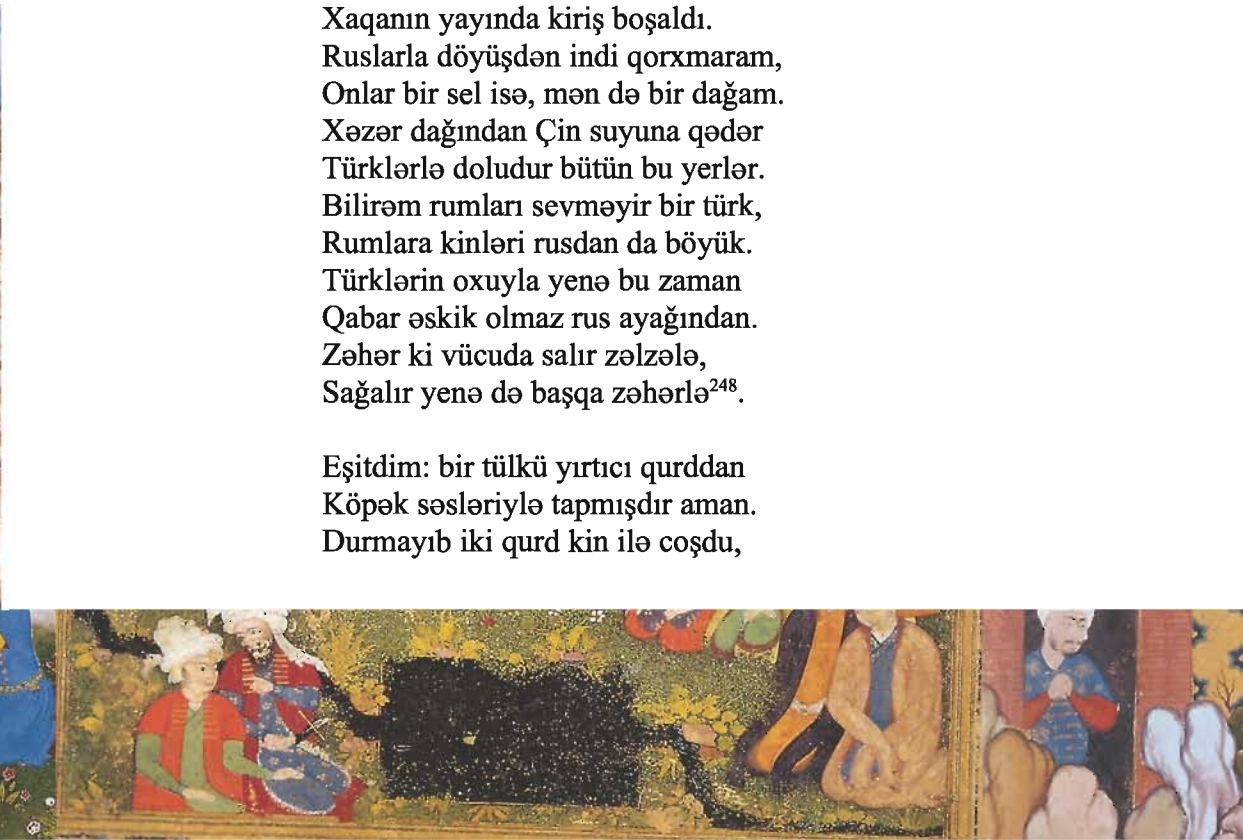 Xaqanın yayında kiriş boşaldı.
Ruslarla döyüşdən indi qorxmaram,
Onlar bir sel isə, mən də bir dağam.
Xəzər dağından Çin suyuna qədər
Türklərlə doludur bütün bu yerlər.
Bilirəm rumları sevməyir bir türk,
Rumlara kinləri rusdan da böyük.
Türklərin oxuyla yenə bu zaman
Qabar əskik olmaz rus ayağından.
Zəhər ki vücuda salır zəlzələ,
Sağalır yenə də başqa zəhərlə²⁴⁸.

Eşitdim: bir tülkü yırtıcı qurddan
Köpək səsləriylə tapmışdır aman.
Durmayıb iki qurd kin ilə coşdu,